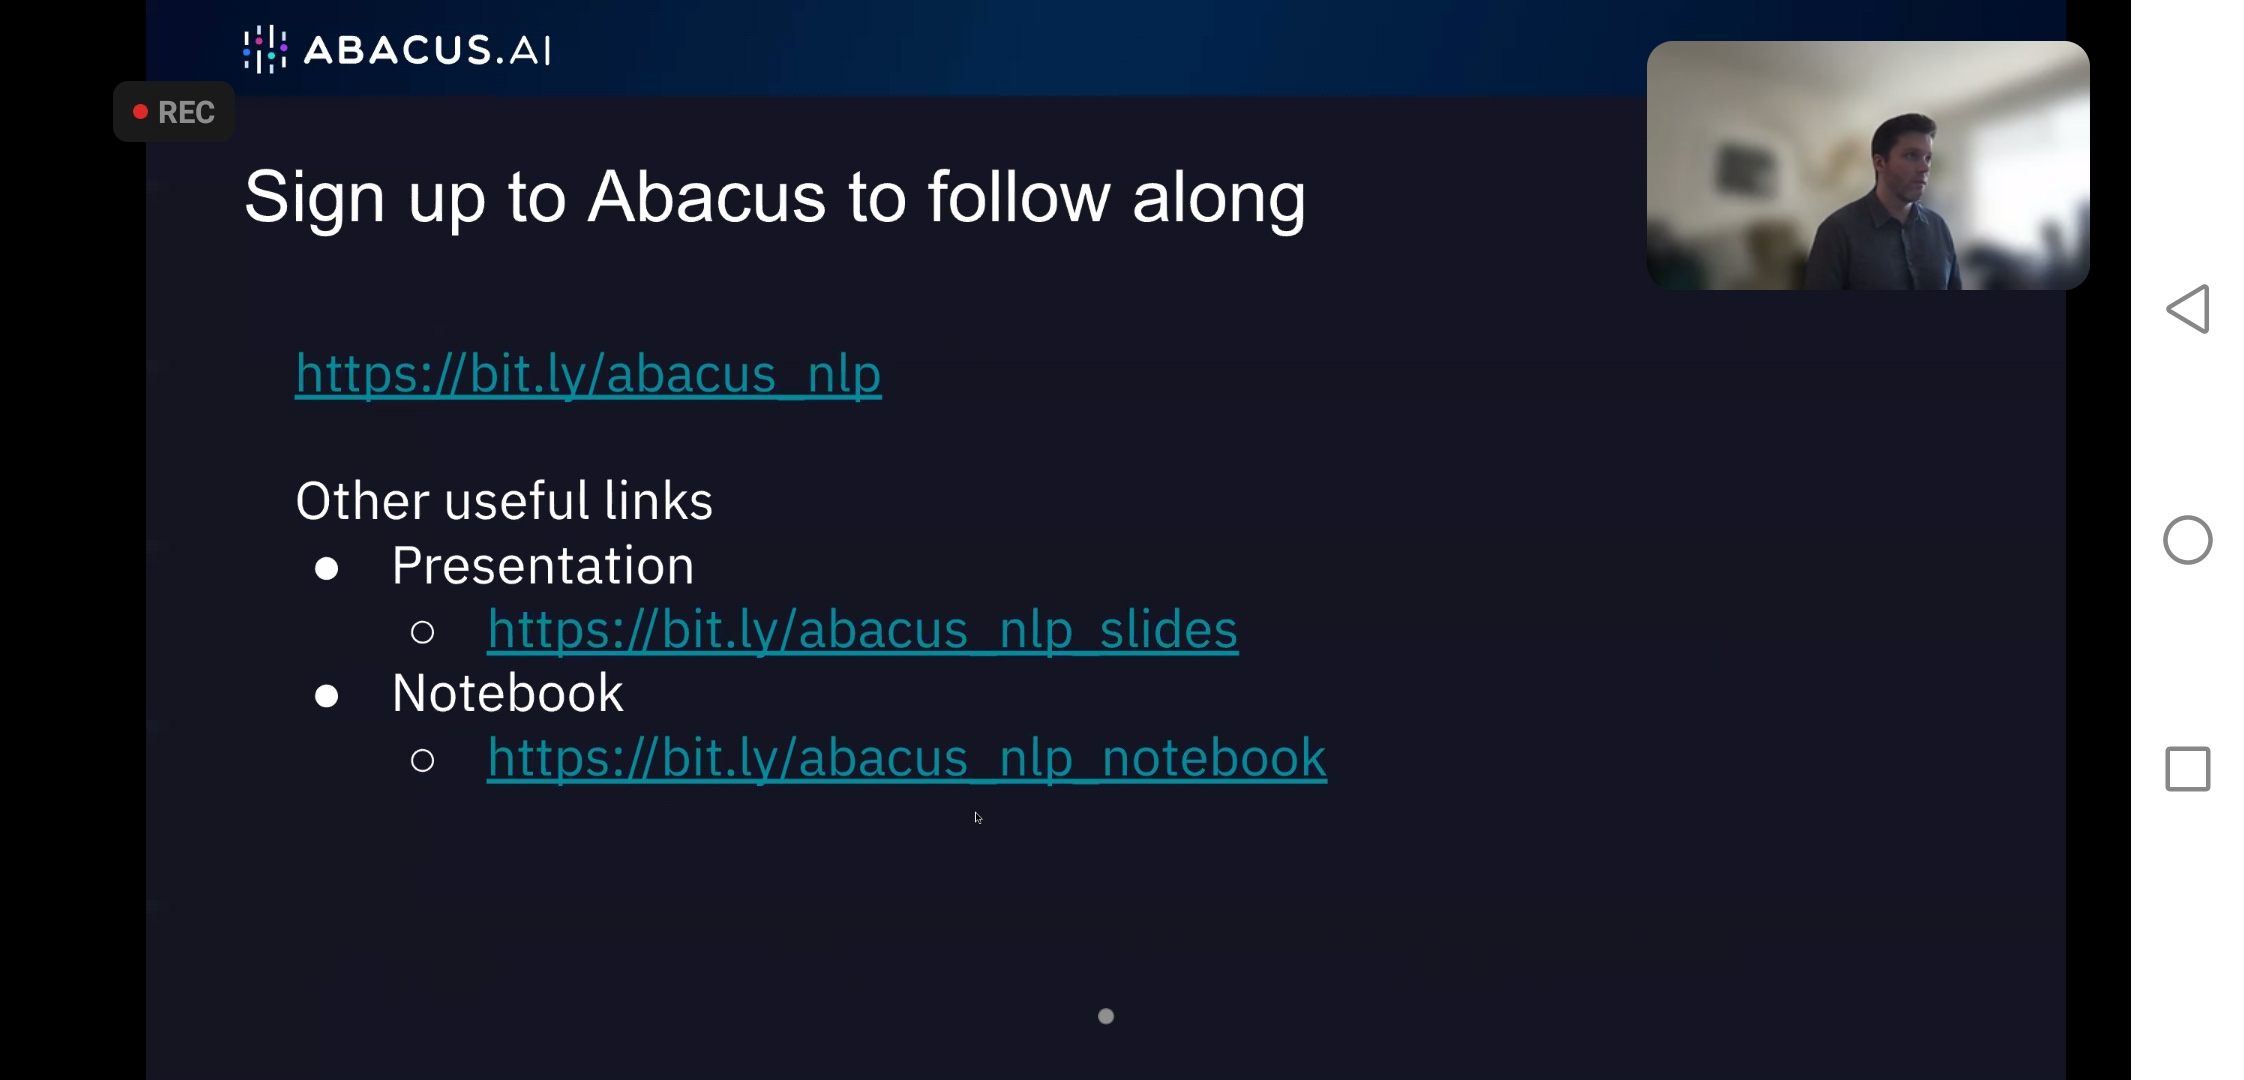 ABACUS.AI
REC
Sign up to Abacus to follow along
https://bit.ly/abacus_nlp
Other useful links
● Presentation
○ https://bit.ly/abacus_nlp_slides
● Notebook
○ https://bit.ly/abacus_nlp_notebook